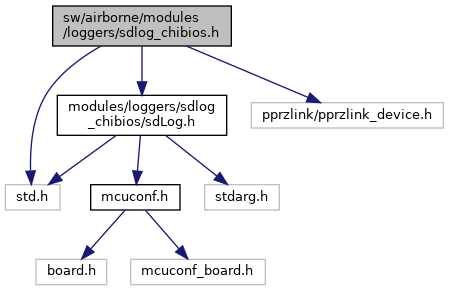 sw/airborne/modules
/loggers/sdlog_chibios.h
modules/loggers/sdlog
_chibios/sdLog.h
pprzlink/pprzlink_device.h
std.h
mcuconf.h
stdarg.h
board.h
mcuconf_board.h